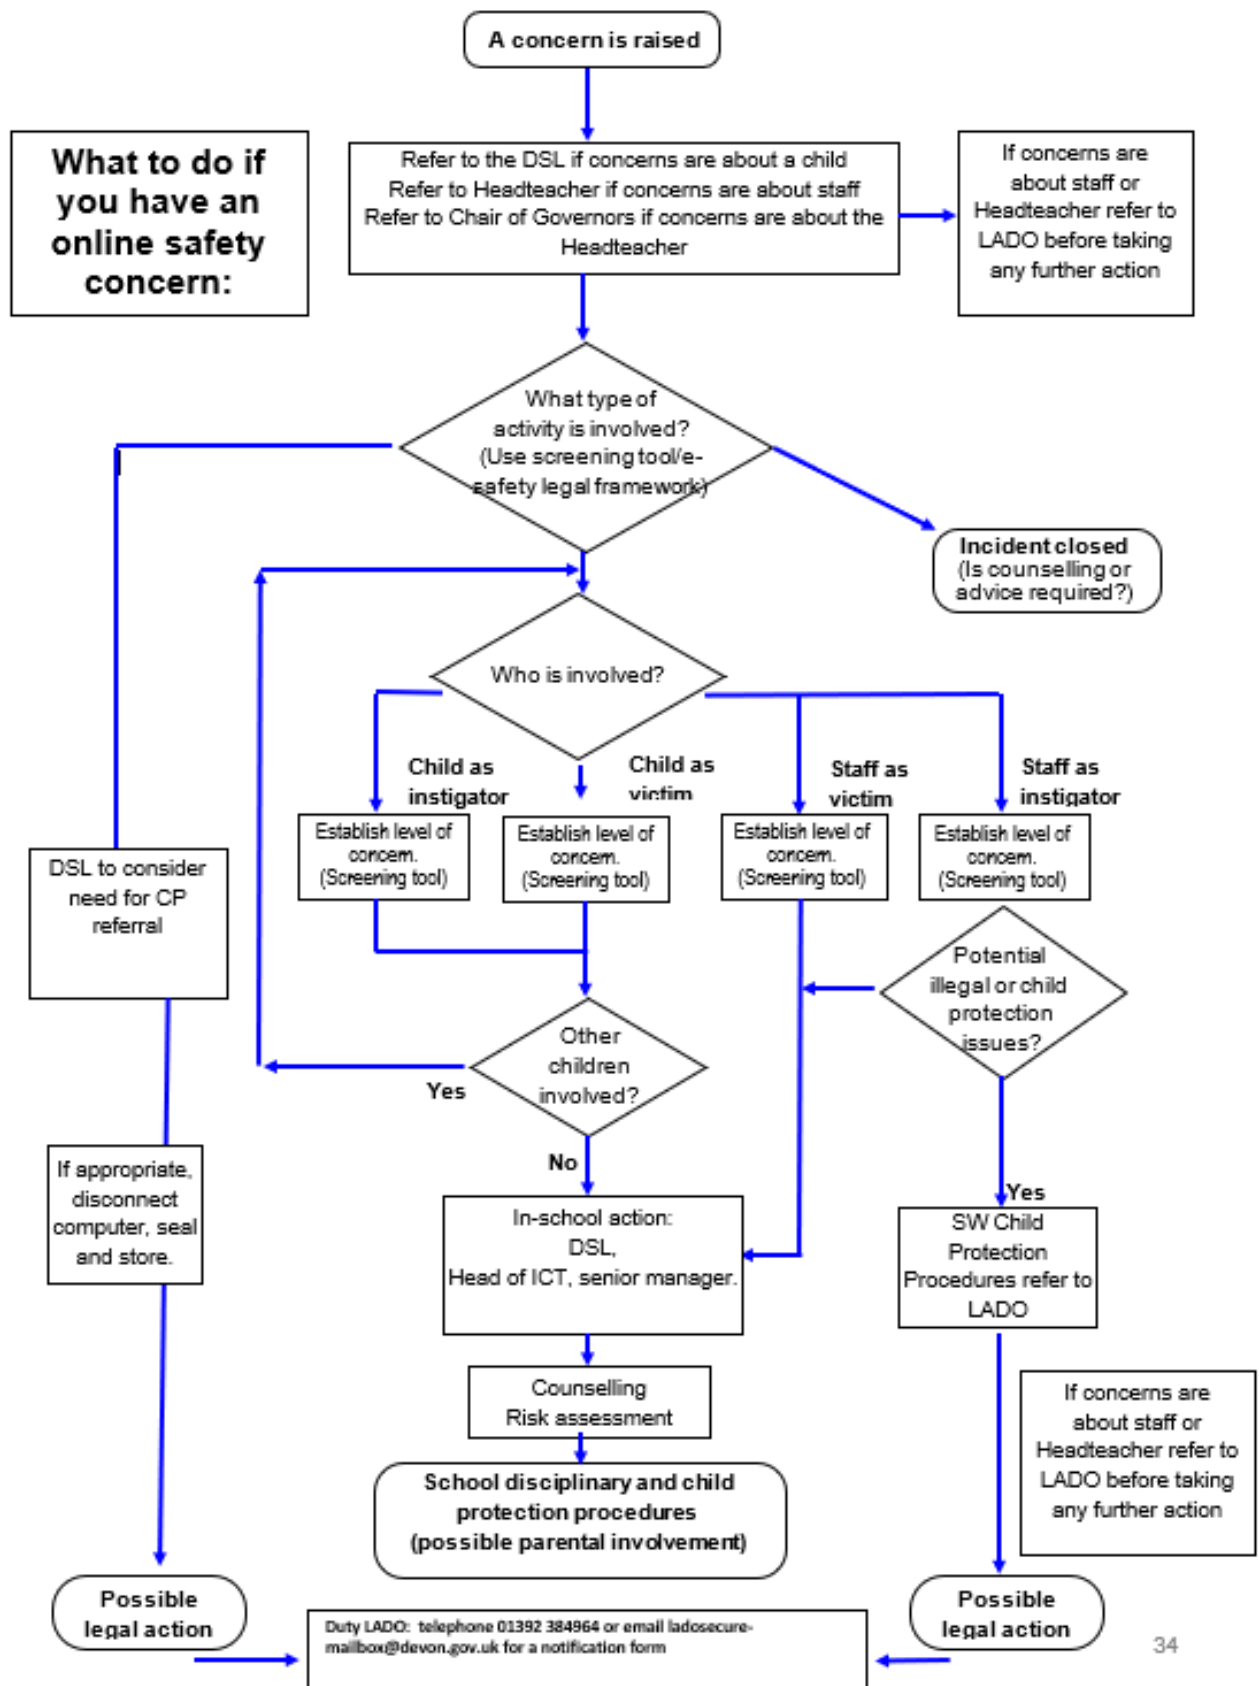 A concern is raised
What to do if
you have an
online safety
concern:
Refer to the DSL if concerns are about a child
Refer to Headteacher if concerns are about staff
Refer to Chair of Governors if concerns are about the
Headteacher
If concerns are
about staff or
Headteacher refer to
LADO before taking
any further action
What type of
activity is involved?
(Use screening tool/e-
safety legal framework)
Incident closed
(Is counselling or
advice required?)
Who is involved?
Child as
instigator
Child as
victim
Staff as
victim
Staff as
instigator
Establish level of
concern.
(Screening tool)
Establish level of
concern.
(Screening tool)
Establish level of
concern.
(Screening tool)
Establish level of
concern.
(Screening tool)
DSL to consider
need for CP
referral
Potential
illegal or child
protection
issues?
Other
children
involved?
Yes
No
Yes
If appropriate,
disconnect
computer, seal
and store.
In-school action:
DSL,
Head of ICT, senior manager.
SW Child
Protection
Procedures refer to
LADO
Counselling
Risk assessment
If concerns are
about staff or
Headteacher refer to
LADO before taking
any further action
School disciplinary and child
protection procedures
(possible parental involvement)
Possible
legal action
Possible
legal action
Duty LADO: telephone 01392 384964 or email ladosecure-
mailbox@devon.gov.uk for a notification form
34